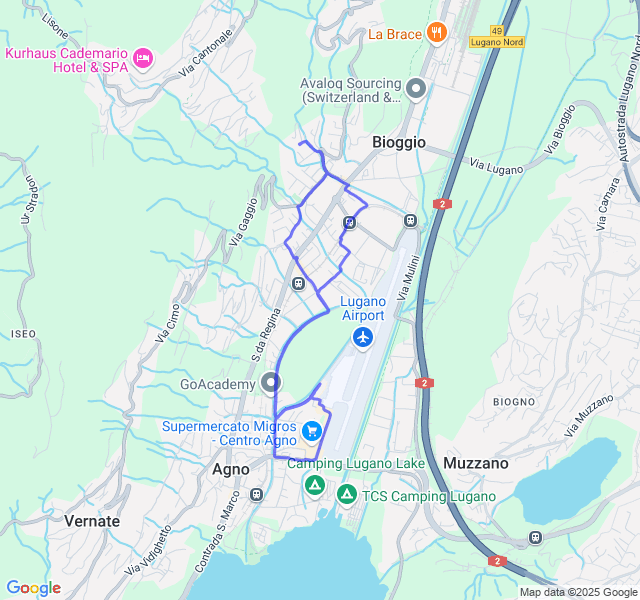 Lisone
Kurhaus Cademario
Hotel & SPA
Via Cantonale
La Brace
49
Lugano Nord
Autostrada Lugano Nord
Avaloq Sourcing
(Switzerland &...
Bioggio
Via Bioggio
Via Lugano
Ur Strapu
Via Gaggio
Via Camara
2
Via Mulini
Via Cimo
S da Regina
Lugano
Airport
ISEO
GoAcademy
2
BIOGNO
Via Muzzano
Supermercato Migros
- Centro Agno
Agno
Camping Lugano Lake
Muzzano
TCS Camping Lugano
Contrada S. Marco
Vernate
Via Vidighetto
2
Google
Map data ©2025 Google